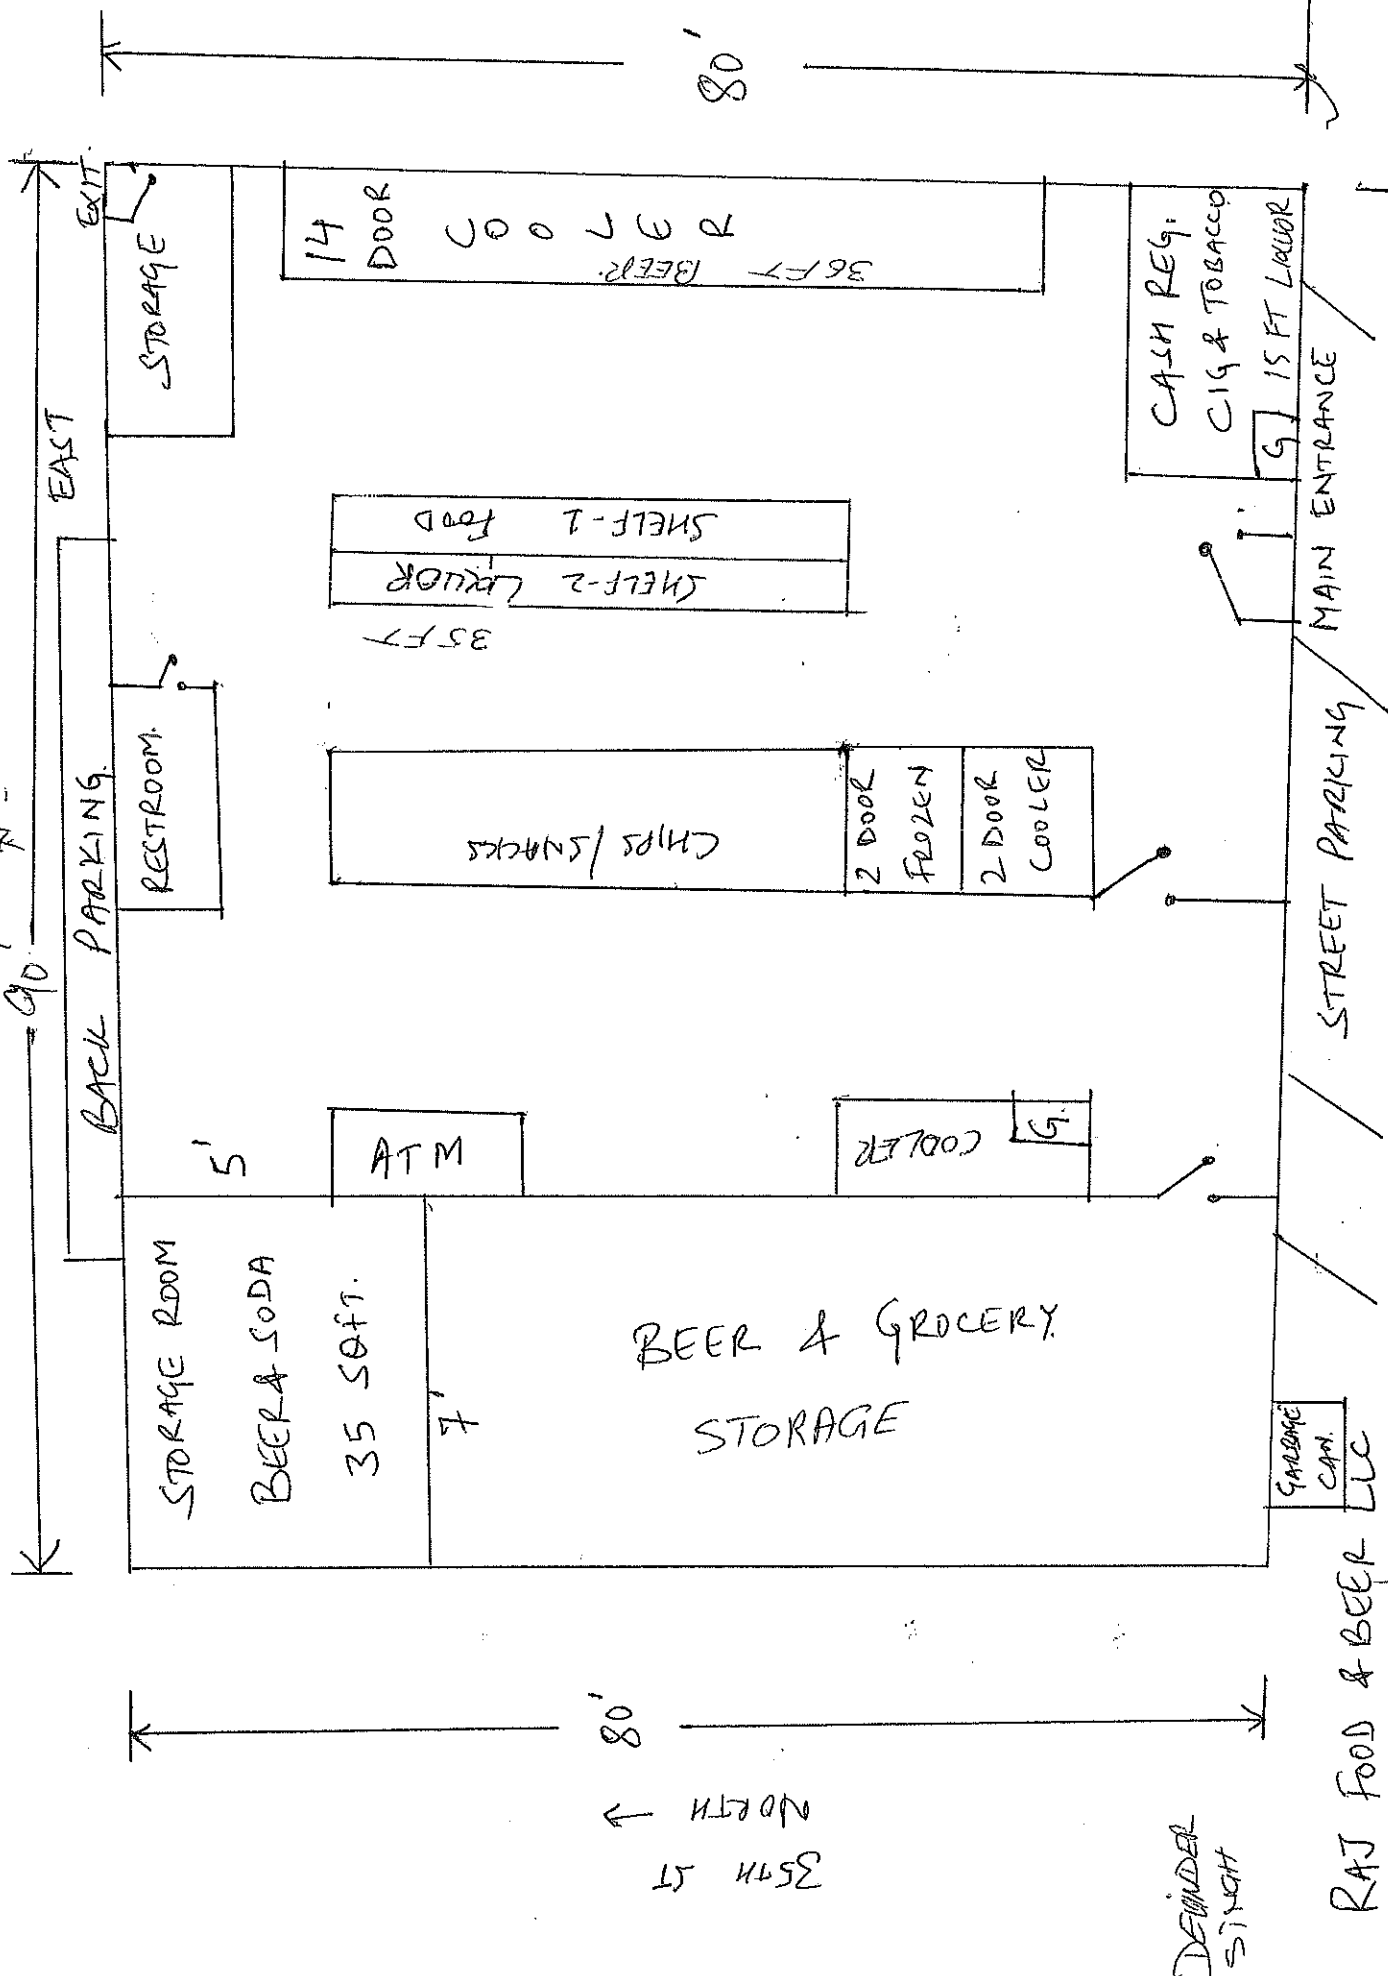 80'
90'
EAST
EXIT
STORAGE
14
DOOR
COOLER
36 FT BEER
CASH REG.
CIG & TOBACCO
G
15 FT LIQUOR
MAIN ENTRANCE
SHELF-1 FOOD
SHELF-2 LIQUOR
35 FT
BACK PARKING
RESTROOM
CHIPS/SNACKS
2 DOOR
FROZEN
2 DOOR
COOLER
STREET PARKING
5'
ATM
COOLER
G.
STORAGE ROOM
BEER & SODA
35 SQFT.
7'
BEER & GROCERY
STORAGE
GARBAGE
CAN.
80'
NORTH →
35TH ST
DEVINDER
SINGH
RAJ FOOD & BEER LLC